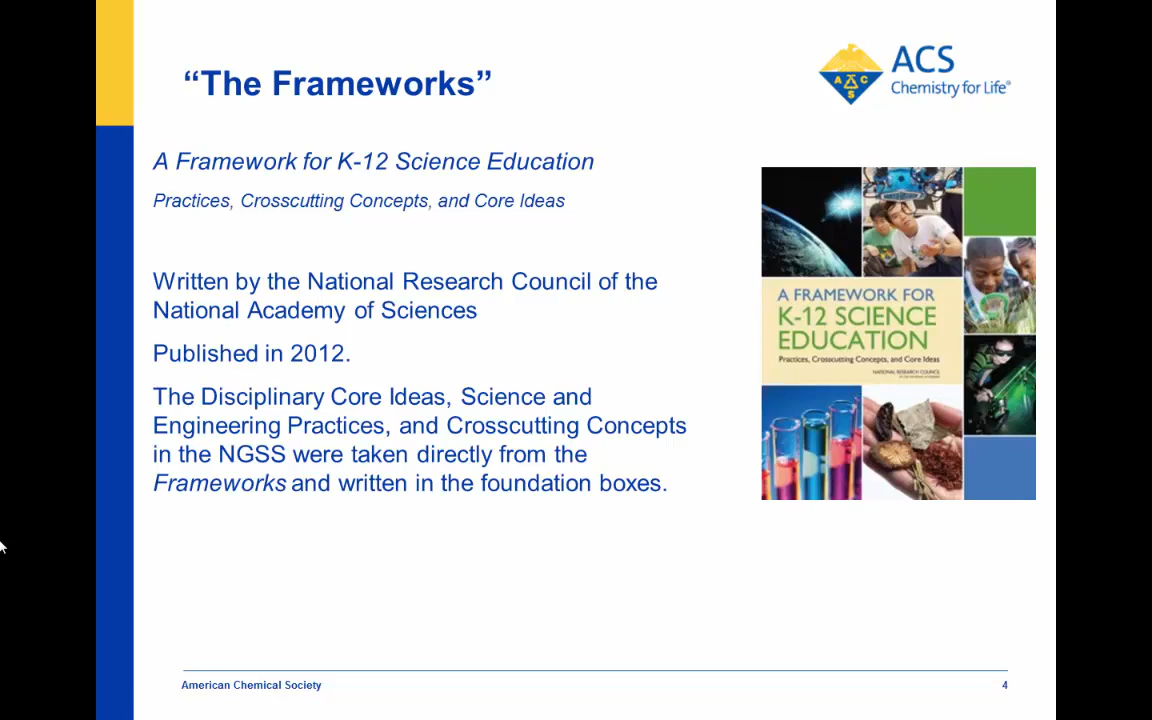 “The Frameworks”
ACS
Chemistry for Life®
A C S
A Framework for K-12 Science Education
Practices, Crosscutting Concepts, and Core Ideas
Written by the National Research Council of the
National Academy of Sciences
Published in 2012.
The Disciplinary Core Ideas, Science and
Engineering Practices, and Crosscutting Concepts
in the NGSS were taken directly from the
Frameworks and written in the foundation boxes.
A FRAMEWORK FOR
K-12 SCIENCE
EDUCATION
Practices, Crosscutting Concepts, and Core Ideas
NATIONAL RESEARCH COUNCIL
American Chemical Society
4